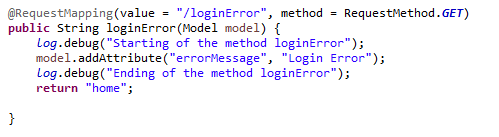 @RequestMapping(value = "/loginError", method = RequestMethod.GET)
public String loginError(Model model) {
    log.debug("Starting of the method loginError");
    model.addAttribute("errorMessage", "Login Error");
    log.debug("Ending of the method loginError");
    return "home";
}